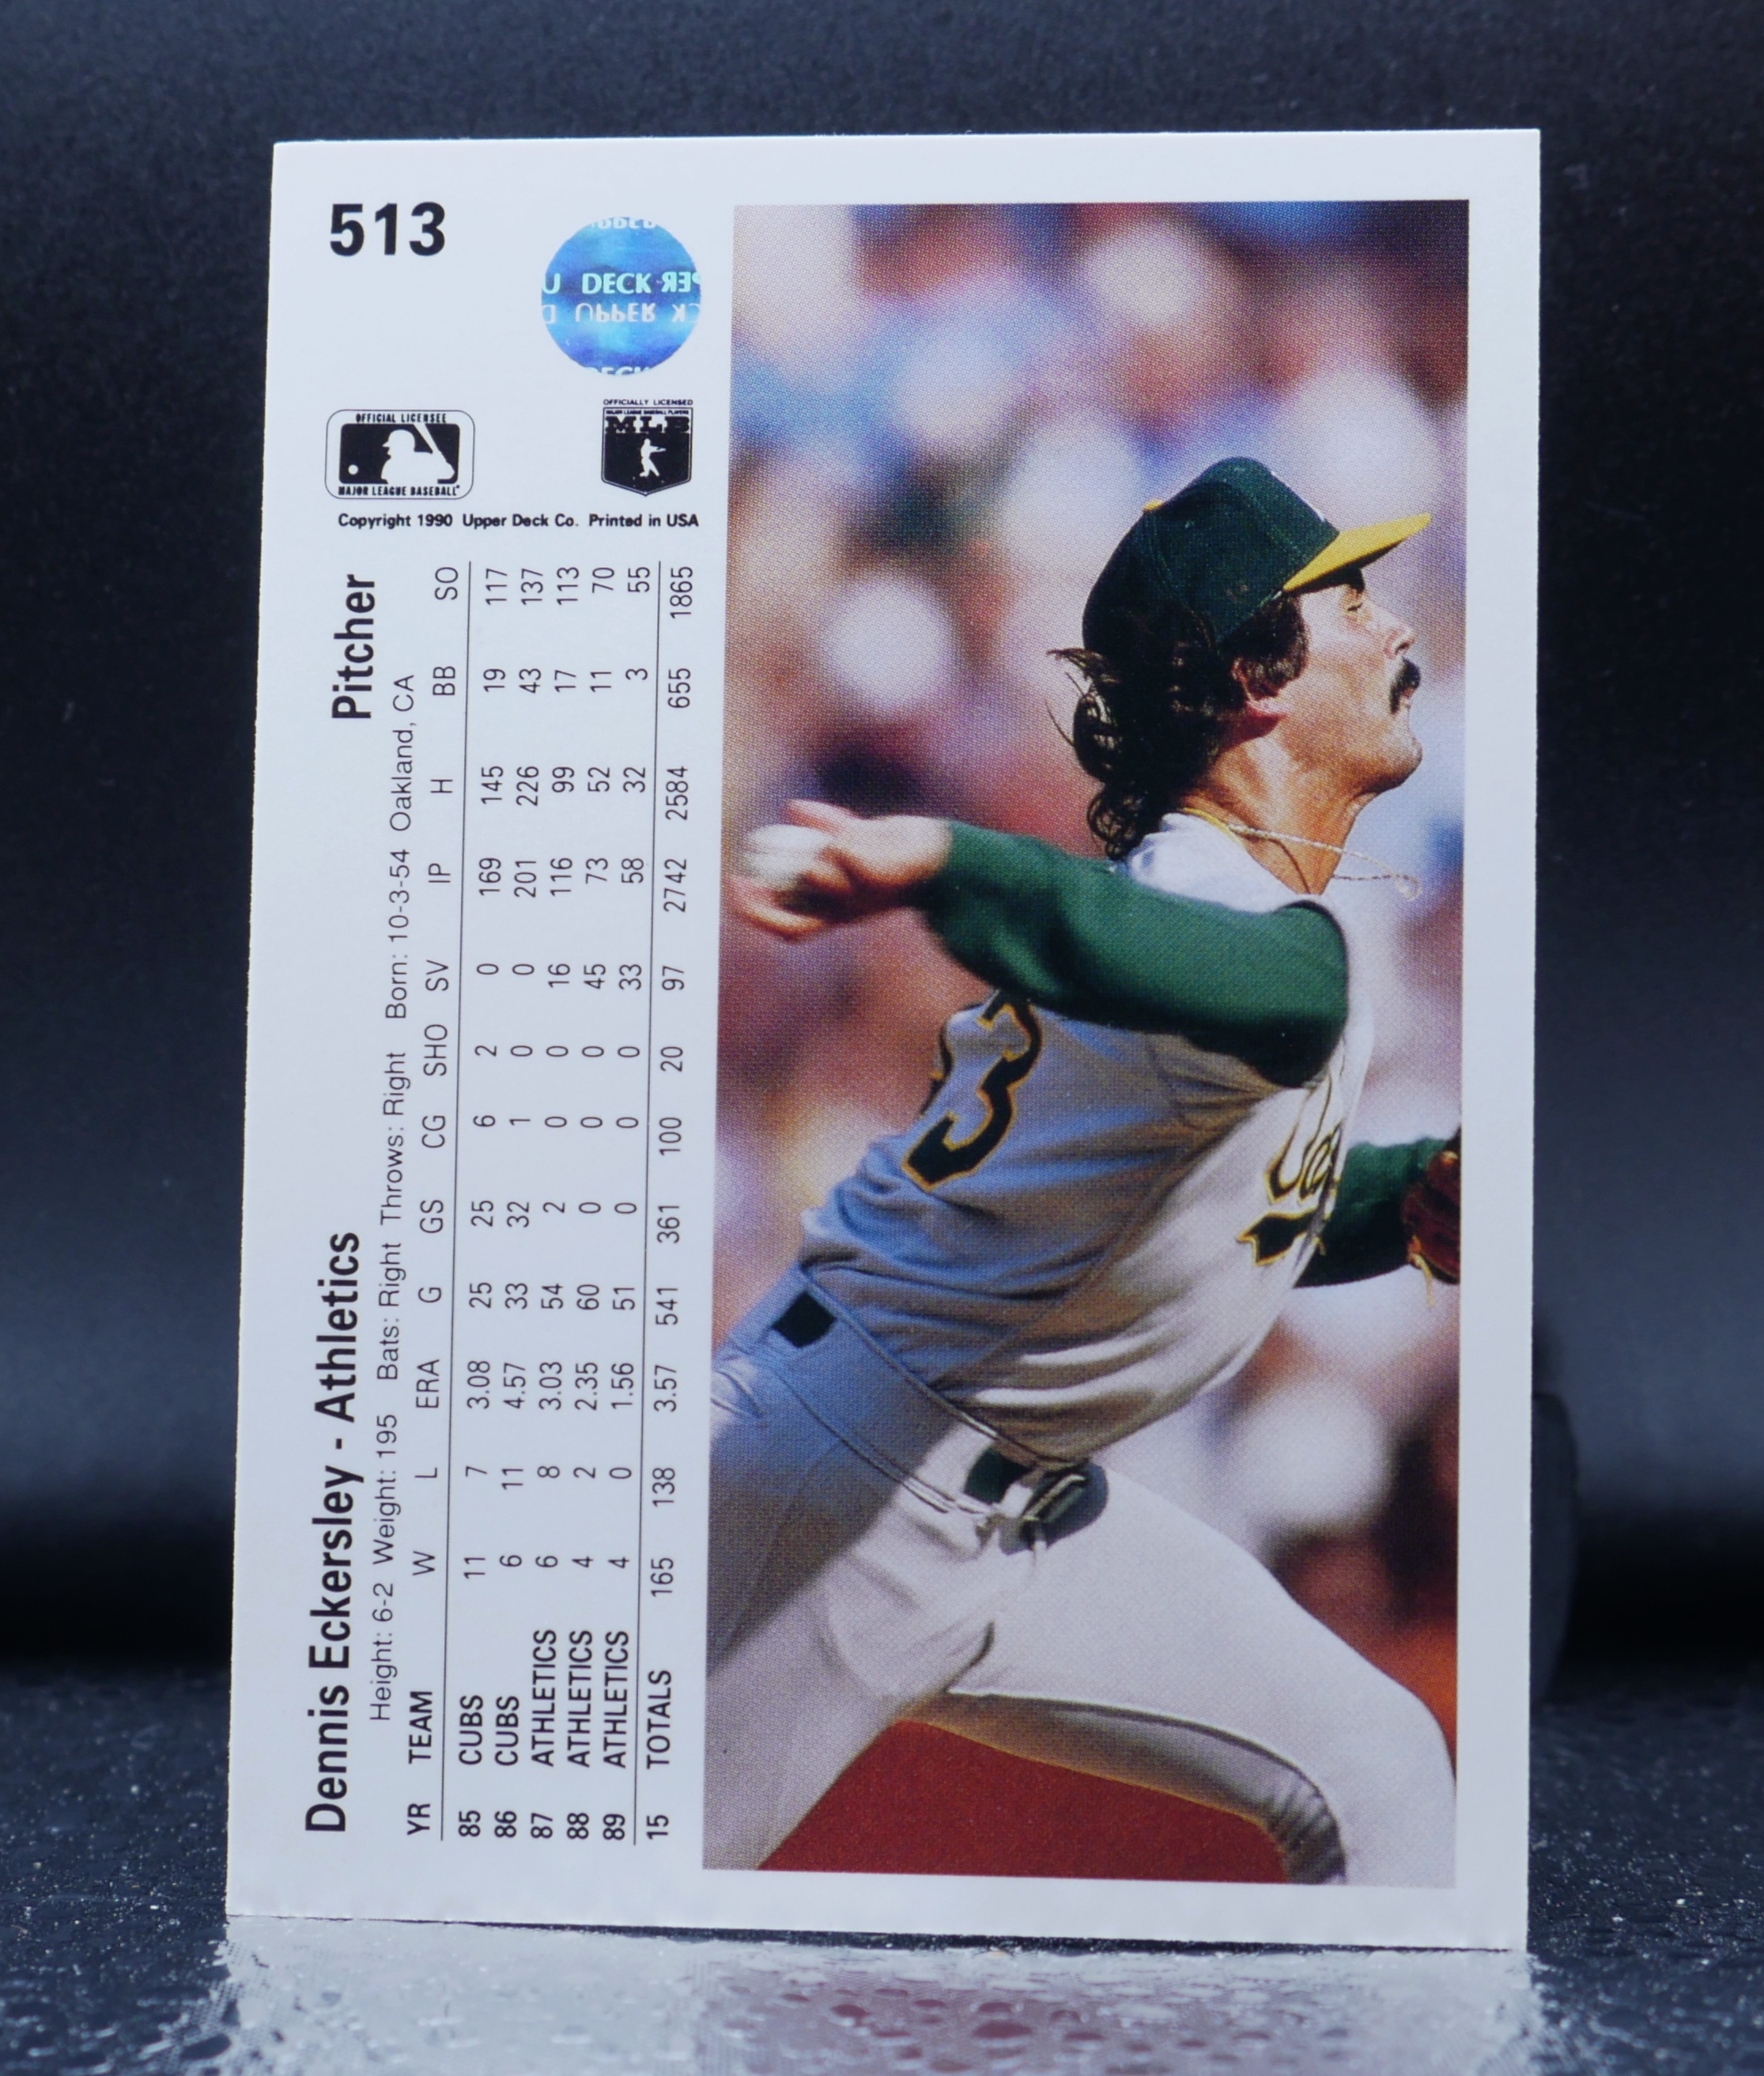 513
UPPER
U DECK
UPPER
DECK
OFFICIAL LICENSEE
MAJOR LEAGUE BASEBALL
OFFICIALLY LICENSED
MAJOR LEAGUE BASEBALL PLAYERS
MLB
Copyright 1990 Upper Deck Co. Printed in USA
Dennis Eckersley - Athletics Pitcher
Height: 6-2 Weight: 195 Bats: Right Throws: Right Born: 10-3-54 Oakland, CA
YR TEAM W L ERA G GS CG SHO SV IP H BB SO
85 CUBS 11 7 3.08 25 25 6 2 0 169 145 19 117
86 CUBS 6 11 4.57 33 32 1 0 0 201 226 43 137
87 ATHLETICS 6 8 3.03 54 2 0 0 16 116 99 17 113
88 ATHLETICS 4 2 2.35 60 0 0 0 45 73 52 11 70
89 ATHLETICS 4 0 1.56 51 0 0 0 33 58 32 3 55
15 TOTALS 165 138 3.57 541 361 100 20 97 2742 2584 655 1865
3